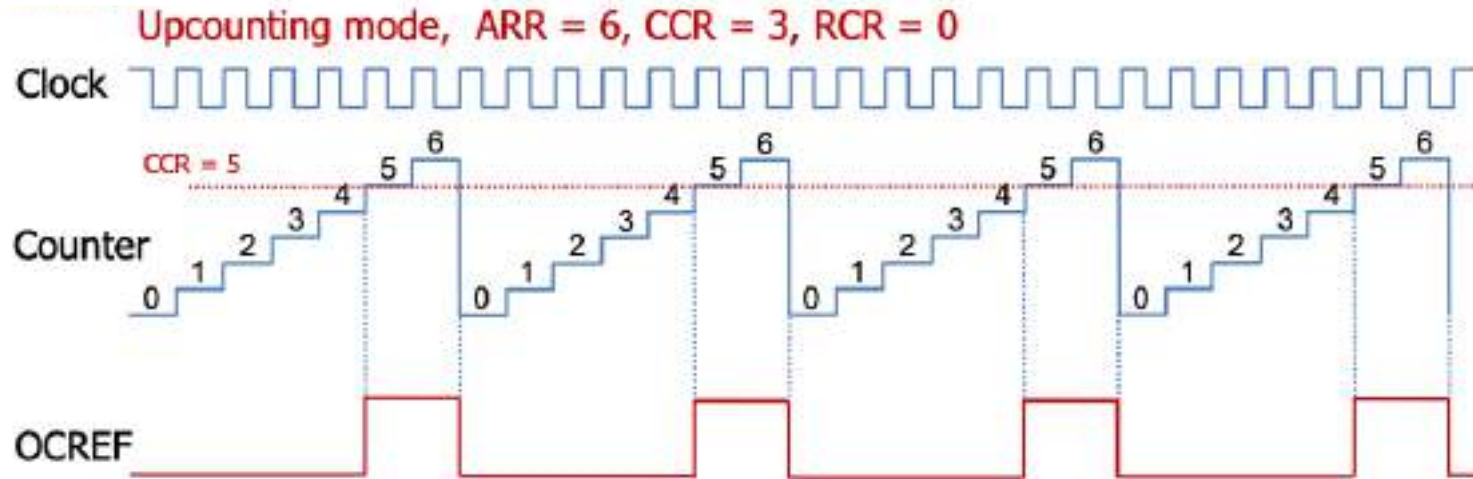 Upcounting mode, ARR = 6, CCR = 3, RCR = 0
Clock
CCR = 5
Counter
0 1 2 3 4 5 6 0 1 2 3 4 5 6 0 1 2 3 4 5 6 0 1 2 3 4 5 6
OCREF